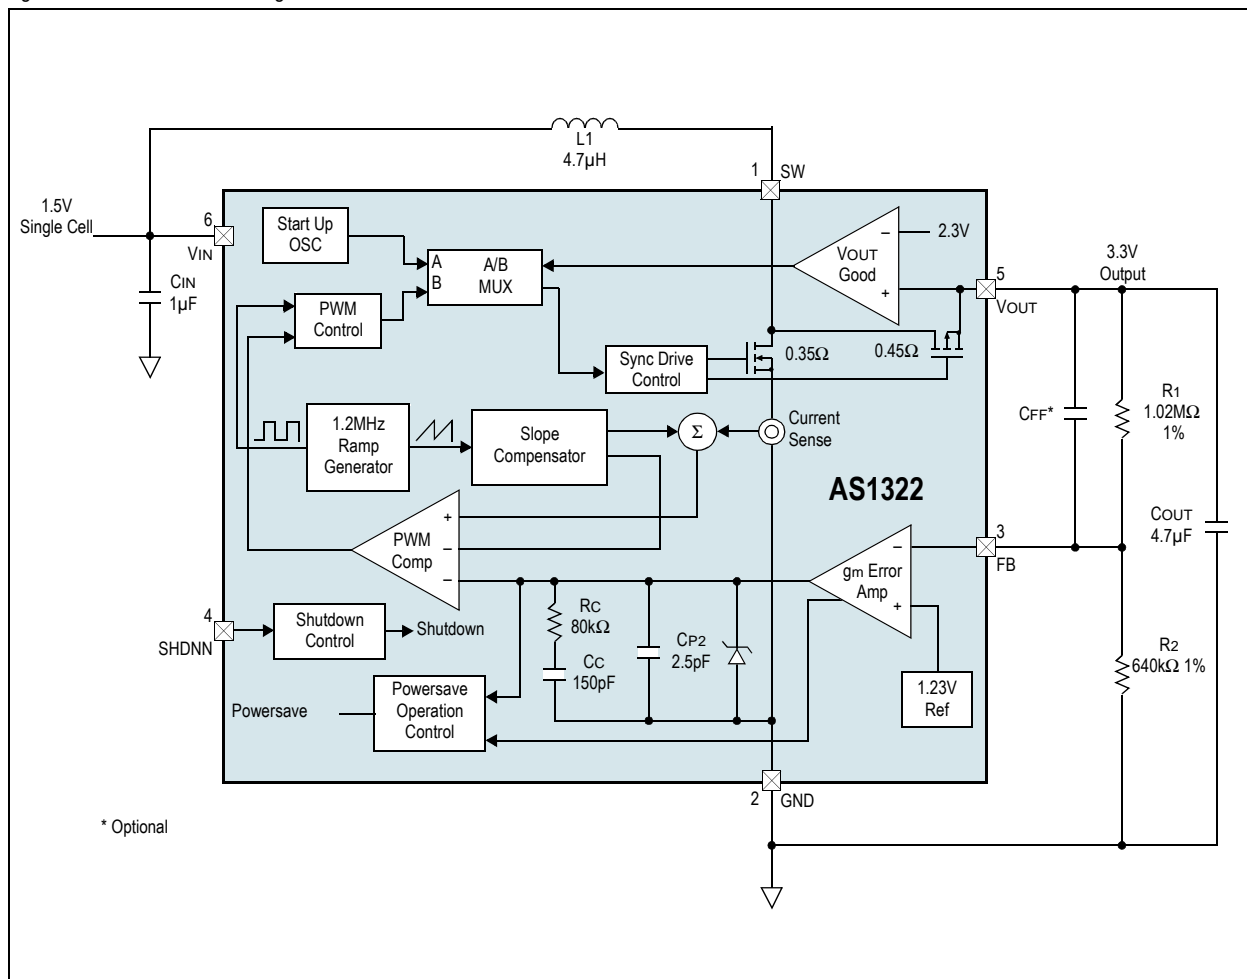 L1
4.7µH
1
SW
1.5V
Single Cell
6
VIN
Start Up
OSC
A
B
A/B
MUX
VOUT
Good
–
2.3V
+
3.3V
Output
5
VOUT
CIN
1µF
PWM
Control
Sync Drive
Control
0.35Ω
0.45Ω
CFF*
R1
1.02MΩ
1%
1.2MHz
Ramp
Generator
Slope
Compensator
Σ
Current
Sense
AS1322
COUT
4.7µF
PWM
Comp
+
–
–
gm Error
Amp
–
+
3
FB
4
SHDNN
Shutdown
Control
Shutdown
RC
80kΩ
CC
150pF
CP2
2.5pF
R2
640kΩ 1%
1.23V
Ref
Powersave
Powersave
Operation
Control
2
GND
* Optional